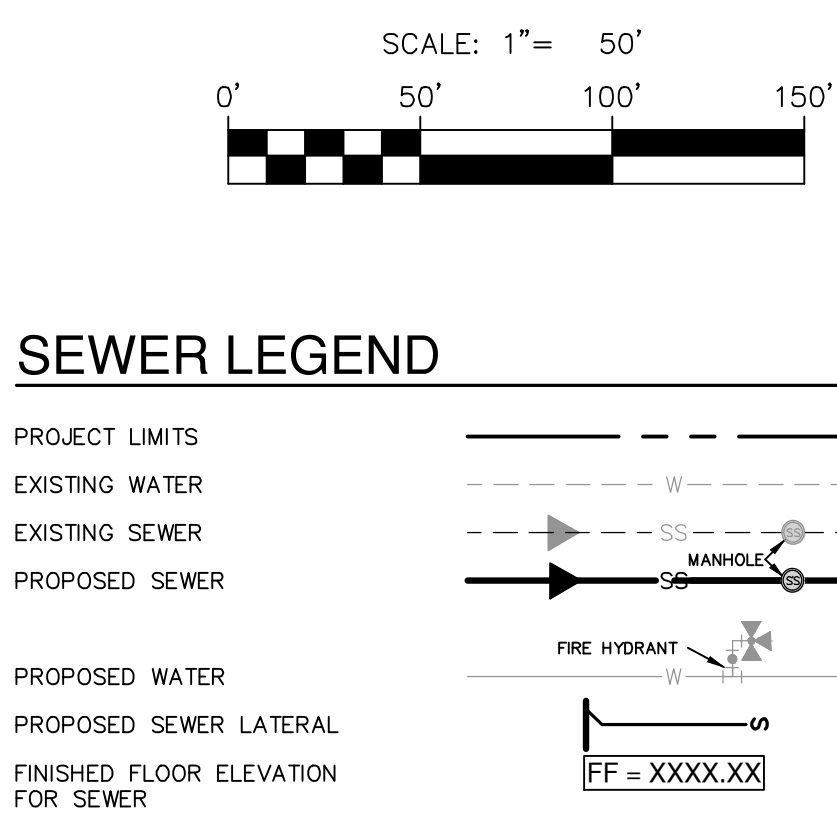 SCALE: 1"= 50'
0' 50' 100' 150'
SEWER LEGEND
PROJECT LIMITS
EXISTING WATER W
EXISTING SEWER SS SS
MANHOLE
PROPOSED SEWER SS SS
FIRE HYDRANT
PROPOSED WATER W
PROPOSED SEWER LATERAL S
FINISHED FLOOR ELEVATION FF = XXXX.XX
FOR SEWER